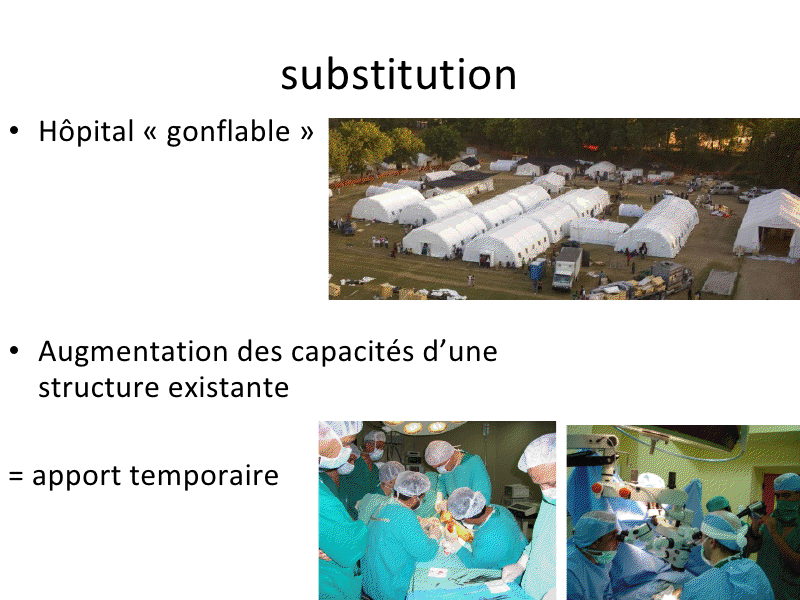 substitution
• Hôpital « gonflable »
• Augmentation des capacités d’une
structure existante
= apport temporaire